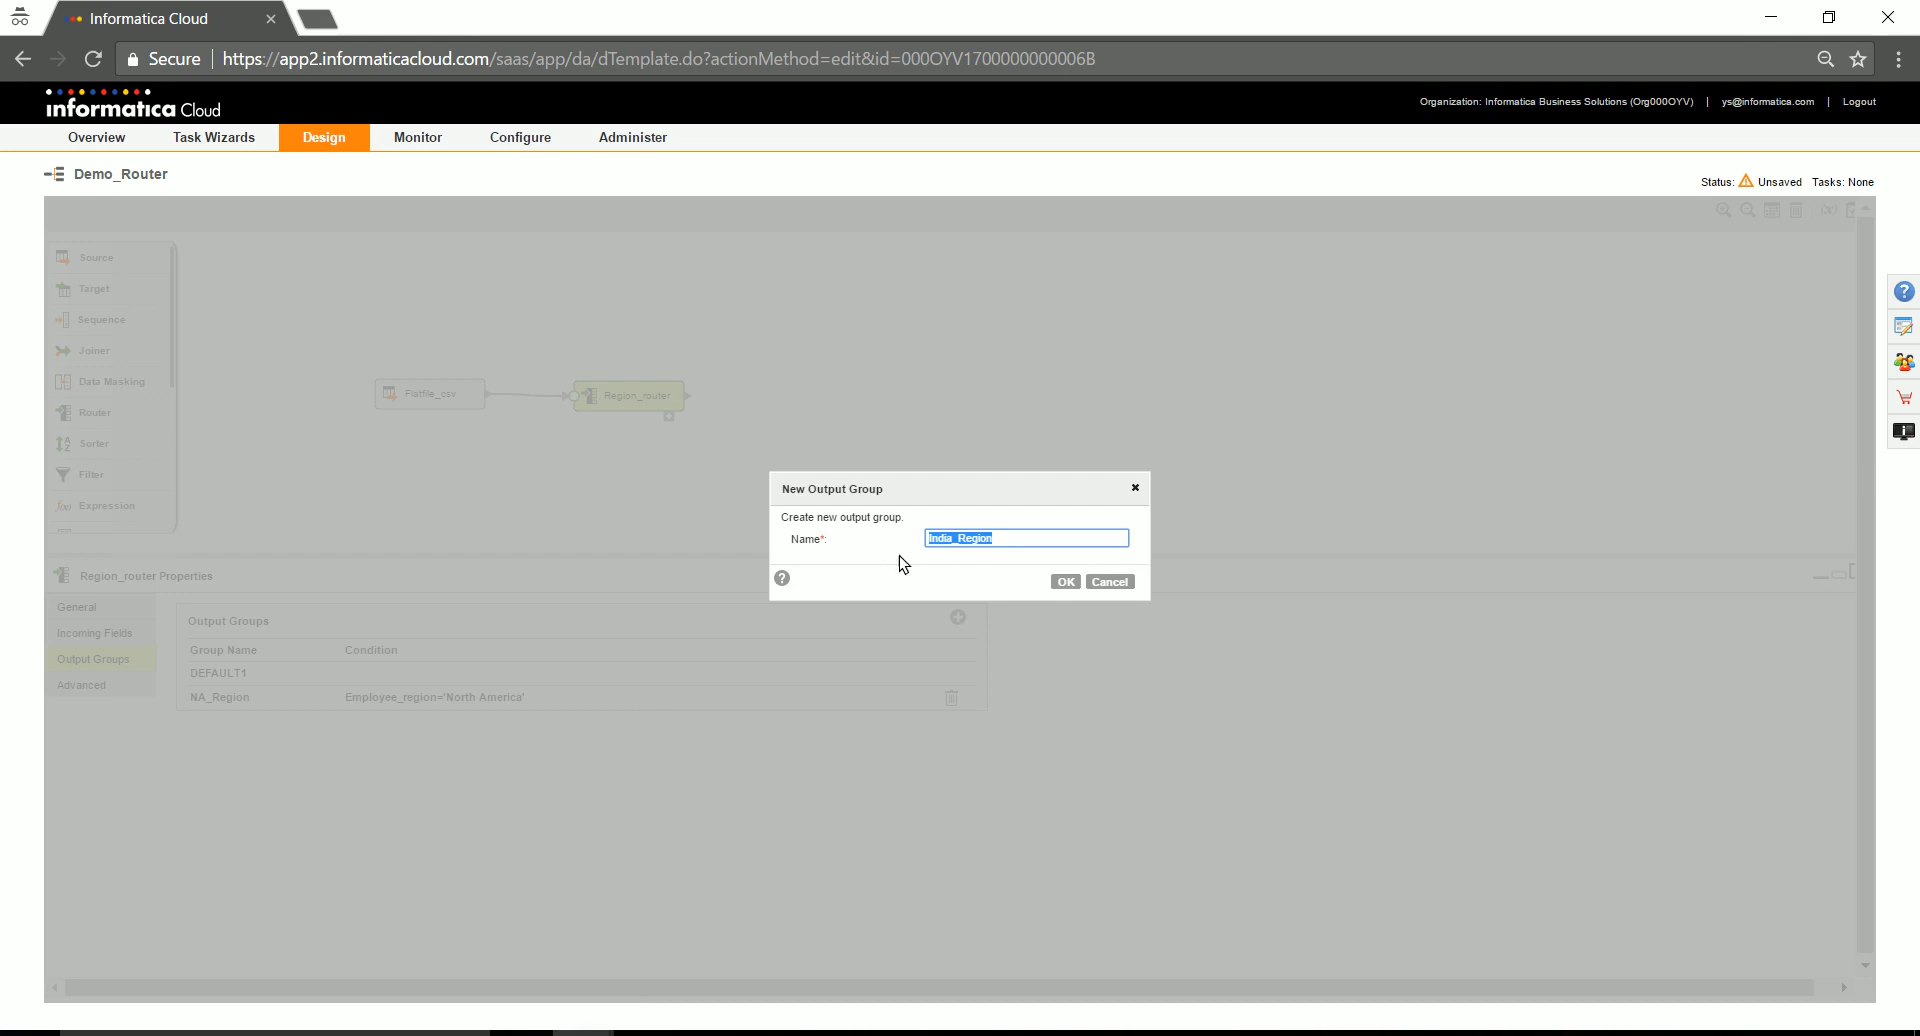 Informatica Cloud
Secure https://app2.informaticacloud.com/saas/app/da/dTemplate.do?actionMethod=edit&id=000OYV1700000000006B
informatica Cloud
Organization: Informatica Business Solutions (Org000OYV) | ys@informatica.com | Logout
Overview Task Wizards Design Monitor Configure Administer
Demo_Router
Status: Unsaved Tasks: None
Source
Target
Sequence
Joiner
Data Masking
Router
Sorter
Filter
f(x) Expression
Flatfile_csv
Region_router
New Output Group
Create new output group.
Name*: India_Region
OK Cancel
Region_router Properties
General
Incoming Fields
Output Groups
Advanced
Output Groups
Group Name Condition
DEFAULT1
NA_Region Employee_region='North America'